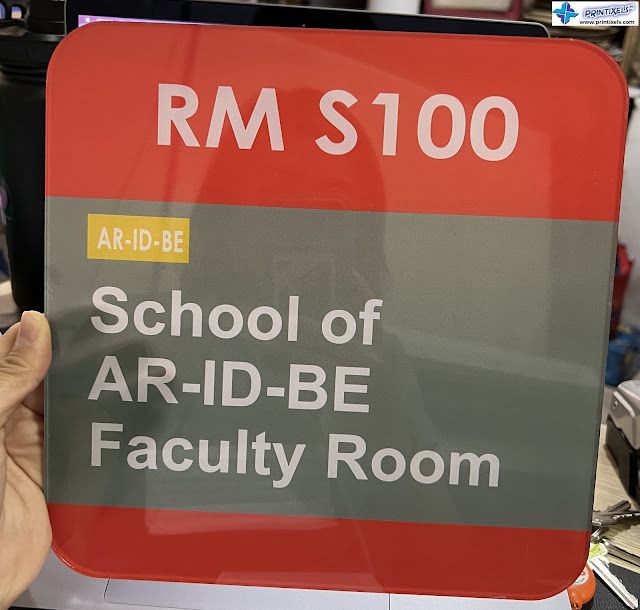 PRINTiXELS
www.printixels.com
RM S100
AR-ID-BE
School of
AR-ID-BE
Faculty Room